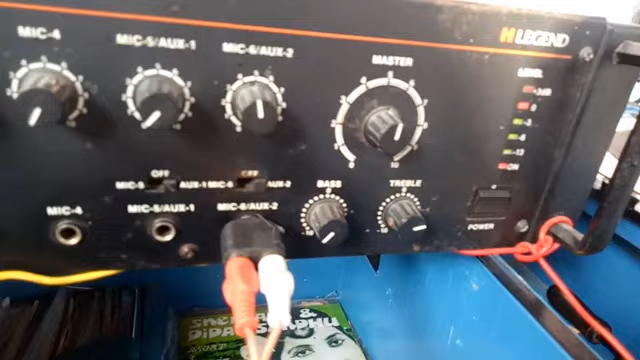 H LEGEND
MIC-4
MIC-5/AUX-1
MIC-6/AUX-2
MASTER
LEVEL
+3dB
0
-3
-8
-13
ON
OFF
OFF
MIC-5
AUX-1
MIC-6
AUX-2
BASS
TREBLE
MIC-4
MIC-5/AUX-1
MIC-6/AUX-2
POWER
&